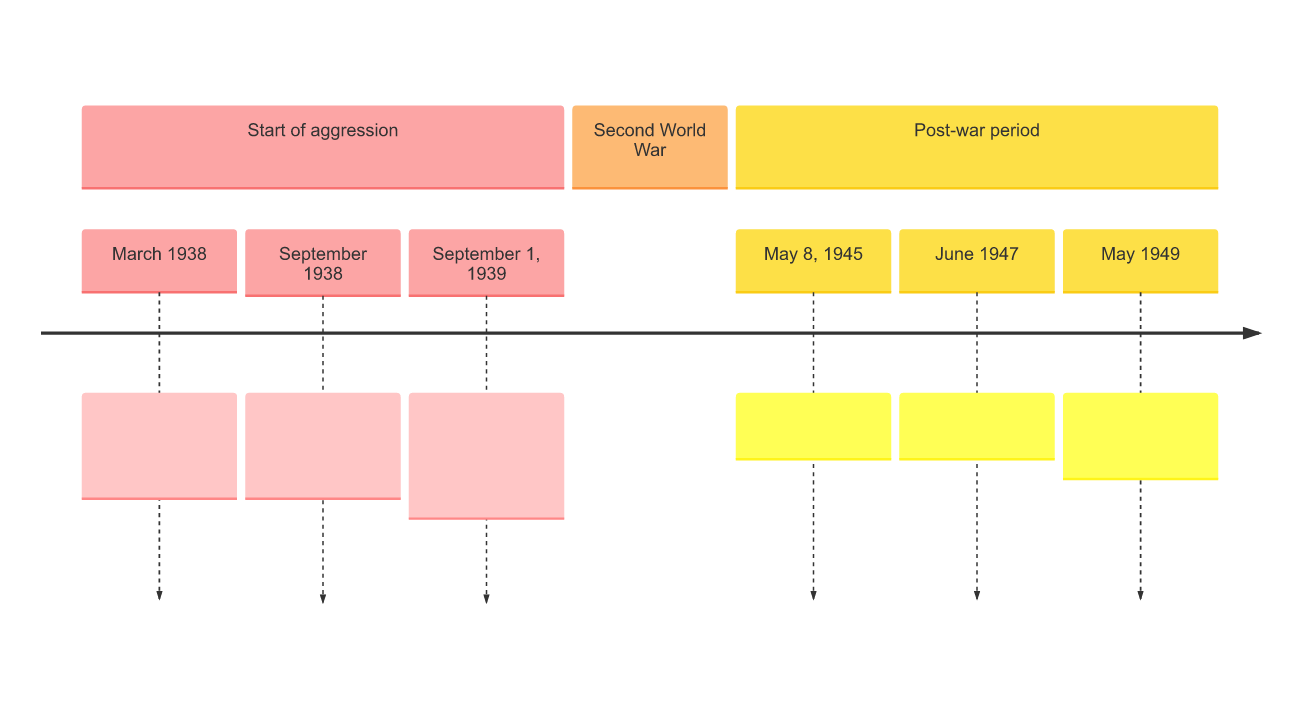 Start of aggression
Second World
War
Post-war period
March 1938
September
1938
September 1,
1939
May 8, 1945
June 1947
May 1949